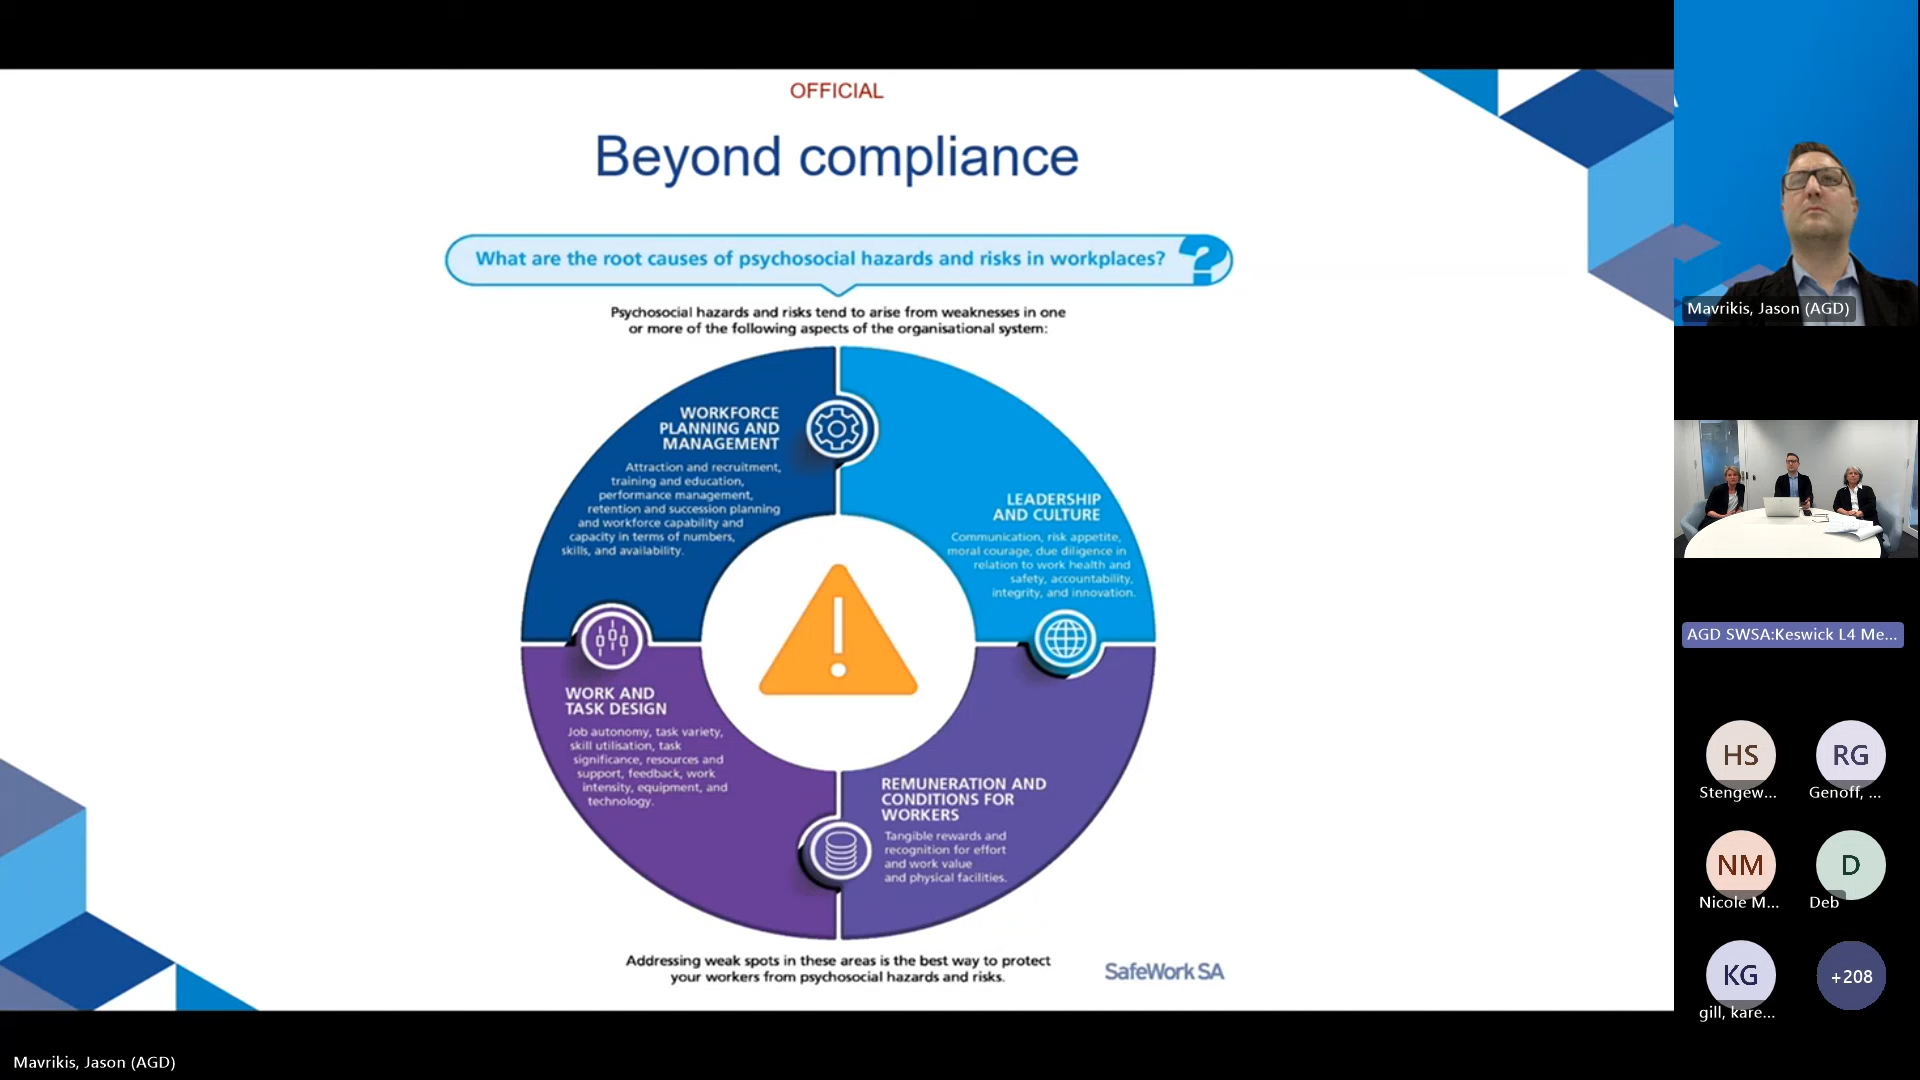 OFFICIAL
Beyond compliance
What are the root causes of psychosocial hazards and risks in workplaces?
?
Psychosocial hazards and risks tend to arise from weaknesses in one
or more of the following aspects of the organisational system:
WORKFORCE
PLANNING AND
MANAGEMENT
Attraction and recruitment,
training and education,
performance management,
retention and succession planning
and workforce capability and
capacity in terms of numbers,
skills, and availability.
LEADERSHIP
AND CULTURE
Communication, risk appetite,
moral courage, due diligence in
relation to work health and
safety, accountability,
integrity, and innovation.
!
WORK AND
TASK DESIGN
Job autonomy, task variety,
skill utilisation, task
significance, resources and
support, feedback, work
intensity, equipment, and
technology.
REMUNERATION AND
CONDITIONS FOR
WORKERS
Tangible rewards and
recognition for effort
and work value
and physical facilities.
Addressing weak spots in these areas is the best way to protect
your workers from psychosocial hazards and risks.
SafeWork SA
Mavrikis, Jason (AGD)
AGD SWSA:Keswick L4 Me...
HS
Stengew...
RG
Genoff, ...
NM
Nicole M...
D
Deb
KG
gill, kare...
+208
Mavrikis, Jason (AGD)